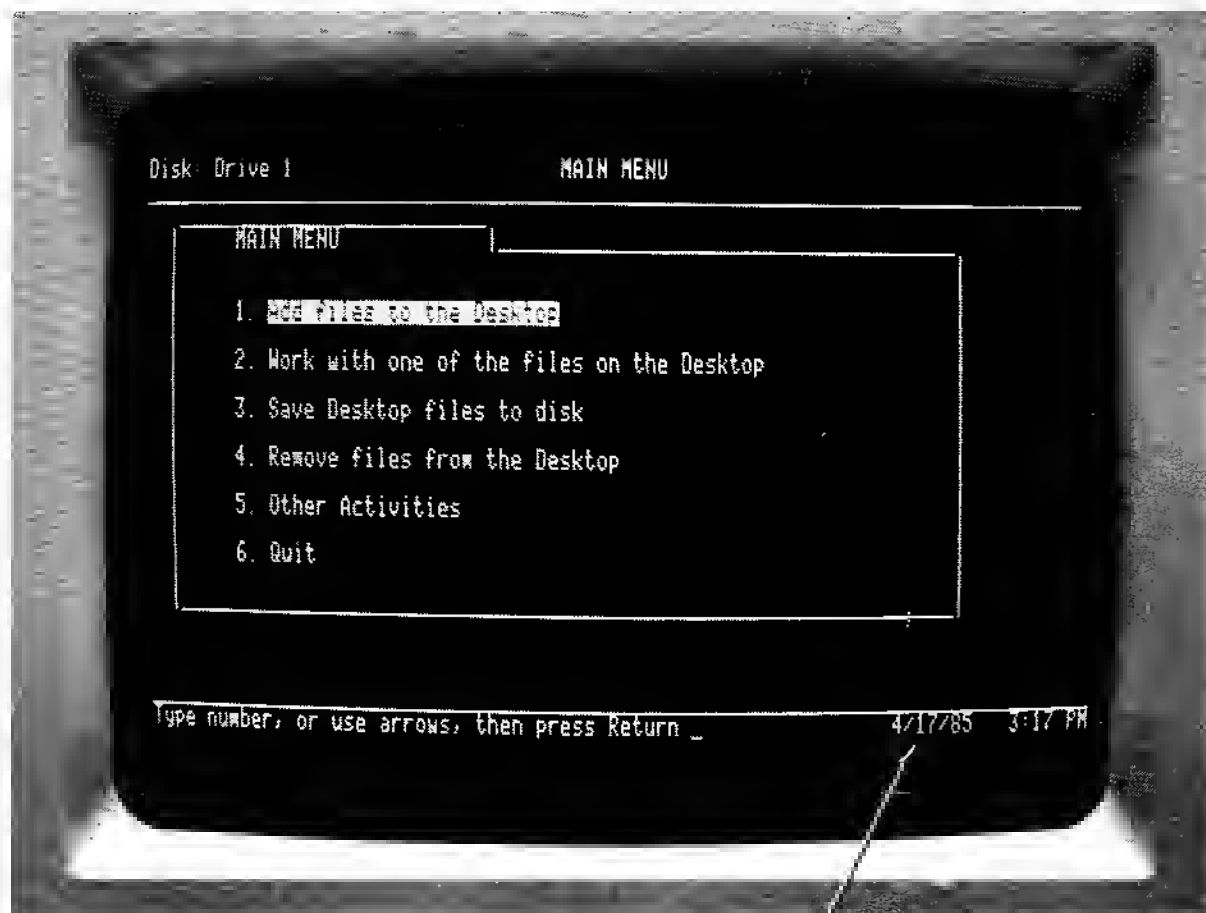 Disk: Drive 1 MAIN MENU
MAIN MENU
1. Add files to the Desktop
2. Work with one of the files on the Desktop
3. Save Desktop files to disk
4. Remove files from the Desktop
5. Other Activities
6. Quit
Type number, or use arrows, then press Return _ 4/17/85 3:17 PM